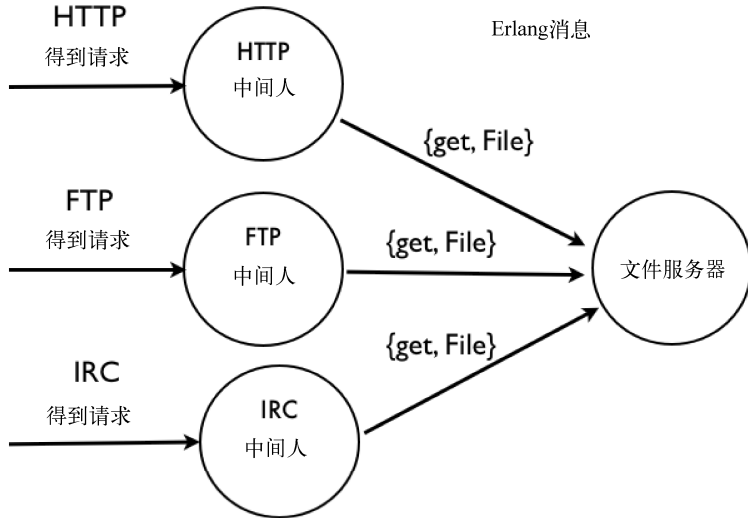 HTTP
得到请求
HTTP
中间人
Erlang消息
{get, File}
FTP
得到请求
FTP
中间人
{get, File}
文件服务器
IRC
得到请求
IRC
中间人
{get, File}